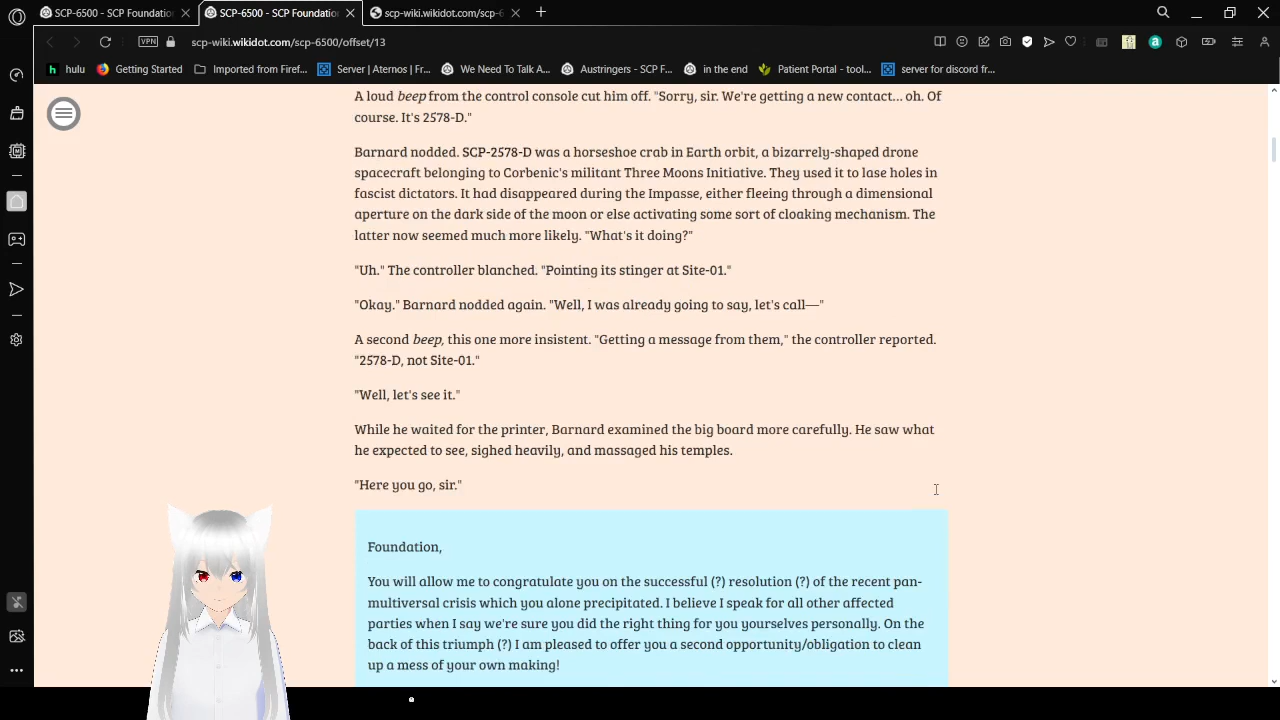 SCP-6500 - SCP Foundation
SCP-6500 - SCP Foundation
scp-wiki.wikidot.com/scp-6
VPN
scp-wiki.wikidot.com/scp-6500/offset/13
hulu
Getting Started
Imported from Firef...
Server | Aternos | Fr...
We Need To Talk A...
Austringers - SCP F...
in the end
Patient Portal - tool...
server for discord fr...
A loud beep from the control console cut him off. "Sorry, sir. We're getting a new contact… oh. Of
course. It's 2578-D."
Barnard nodded. SCP-2578-D was a horseshoe crab in Earth orbit, a bizarrely-shaped drone
spacecraft belonging to Corbenic's militant Three Moons Initiative. They used it to lase holes in
fascist dictators. It had disappeared during the Impasse, either fleeing through a dimensional
aperture on the dark side of the moon or else activating some sort of cloaking mechanism. The
latter now seemed much more likely. "What's it doing?"
"Uh." The controller blanched. "Pointing its stinger at Site-01."
"Okay." Barnard nodded again. "Well, I was already going to say, let's call—"
A second beep, this one more insistent. "Getting a message from them," the controller reported.
"2578-D, not Site-01."
"Well, let's see it."
While he waited for the printer, Barnard examined the big board more carefully. He saw what
he expected to see, sighed heavily, and massaged his temples.
"Here you go, sir."
Foundation,
You will allow me to congratulate you on the successful (?) resolution (?) of the recent pan-
multiversal crisis which you alone precipitated. I believe I speak for all other affected
parties when I say we're sure you did the right thing for you yourselves personally. On the
back of this triumph (?) I am pleased to offer you a second opportunity/obligation to clean
up a mess of your own making!